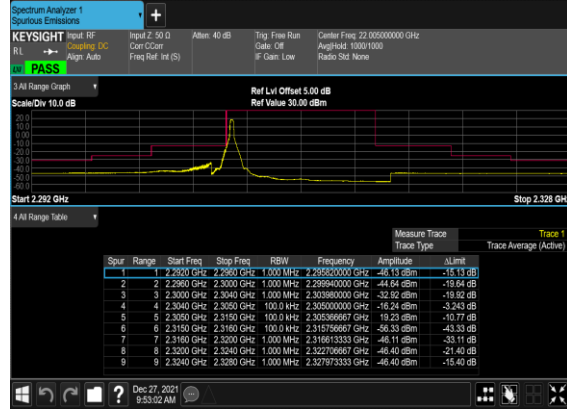 Spectrum Analyzer 1
Spurious Emissions
KEYSIGHT Input: RF Input Z: 50 Ω Atten: 40 dB Trig: Free Run Center Freq: 22.005000000 GHz
RL Coupling: DC Corr CCorr Gate: Off Avg|Hold: 1000/1000
Align: Auto Freq Ref: Int (S) IF Gain: Low Radio Std: None
PASS
3 All Range Graph
Ref Lvl Offset 5.00 dB
Scale/Div 10.0 dB Ref Value 30.00 dBm
20.0
10.0
0.00
-10.0
-20.0
-30.0
-40.0
-50.0
-60.0
Start 2.292 GHz Stop 2.328 GH
4 All Range Table
Measure Trace Trace 1
Trace Type Trace Average (Active)
Spur Range Start Freq Stop Freq RBW Frequency Amplitude ΔLimit
1 1 2.2920 GHz 2.2960 GHz 1.000 MHz 2.295820000 GHz -46.13 dBm -15.13 dB
2 2 2.2960 GHz 2.3000 GHz 1.000 MHz 2.299940000 GHz -44.64 dBm -19.64 dB
3 3 2.3000 GHz 2.3040 GHz 1.000 MHz 2.303980000 GHz -32.92 dBm -19.92 dB
4 4 2.3040 GHz 2.3050 GHz 100.0 kHz 2.305000000 GHz -16.24 dBm -3.243 dB
5 5 2.3050 GHz 2.3150 GHz 100.0 kHz 2.305366667 GHz 19.23 dBm -10.77 dB
6 6 2.3150 GHz 2.3160 GHz 100.0 kHz 2.315756667 GHz -56.33 dBm -43.33 dB
7 7 2.3160 GHz 2.3200 GHz 1.000 MHz 2.316613333 GHz -46.11 dBm -33.11 dB
8 8 2.3200 GHz 2.3240 GHz 1.000 MHz 2.322706667 GHz -46.40 dBm -21.40 dB
9 9 2.3240 GHz 2.3280 GHz 1.000 MHz 2.327973333 GHz -46.40 dBm -15.40 dB
? Dec 27, 2021
9:53:02 AM